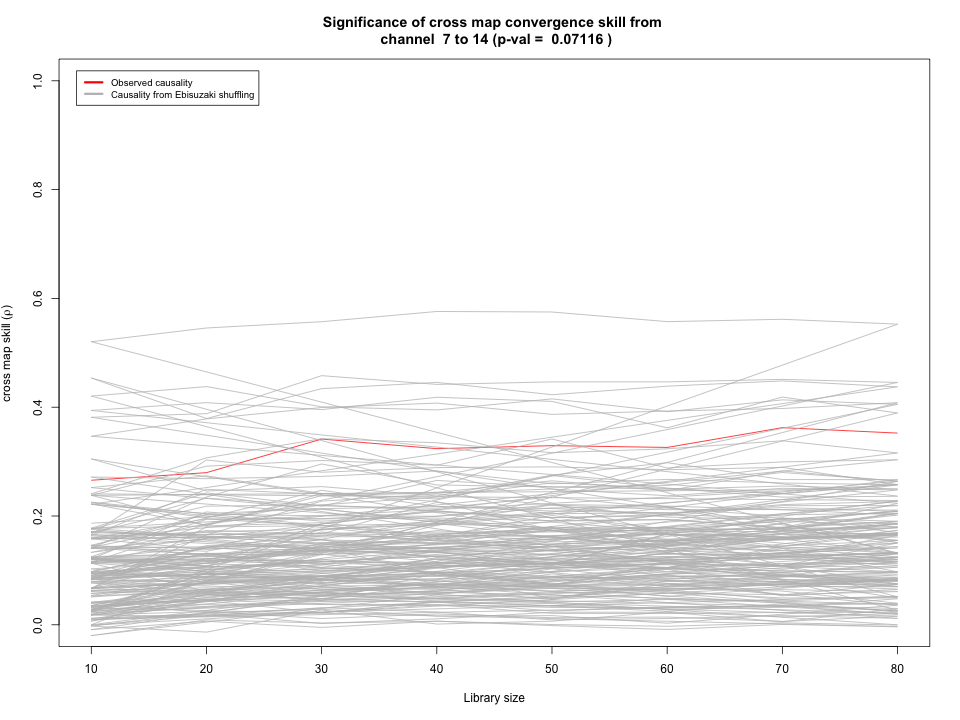 Significance of cross map convergence skill from
channel  7 to 14 (p-val =  0.07116 )
Observed causality
Causality from Ebisuzaki shuffling
cross map skill (ρ)
1.0
0.8
0.6
0.4
0.2
0.0
10 20 30 40 50 60 70 80
Library size